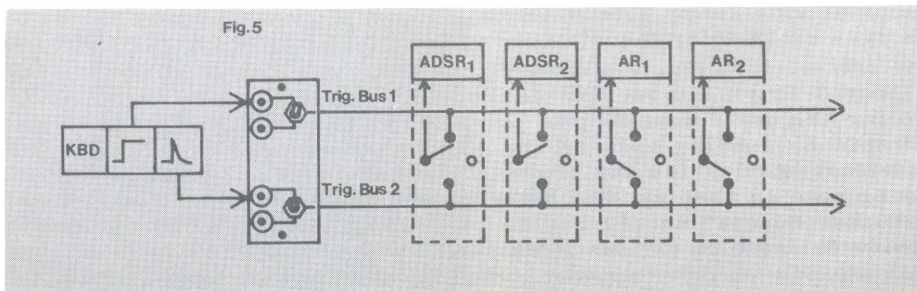 Fig.5
ADSR1
ADSR2
AR1
AR2
Trig. Bus 1
KBD
Trig. Bus 2